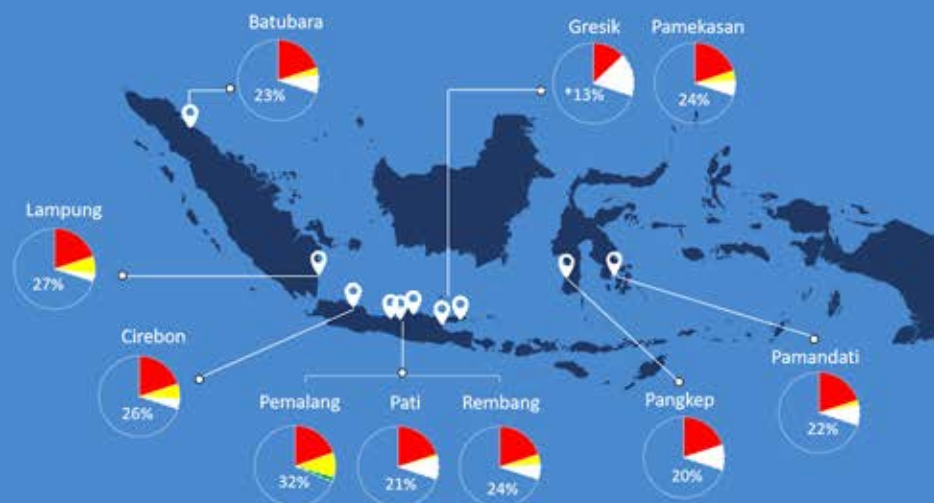 Batubara
23%
Gresik
*13%
Pamekasan
24%
Lampung
27%
Cirebon
26%
Pemalang
32%
Pati
21%
Rembang
24%
Pangkep
20%
Pamandati
22%